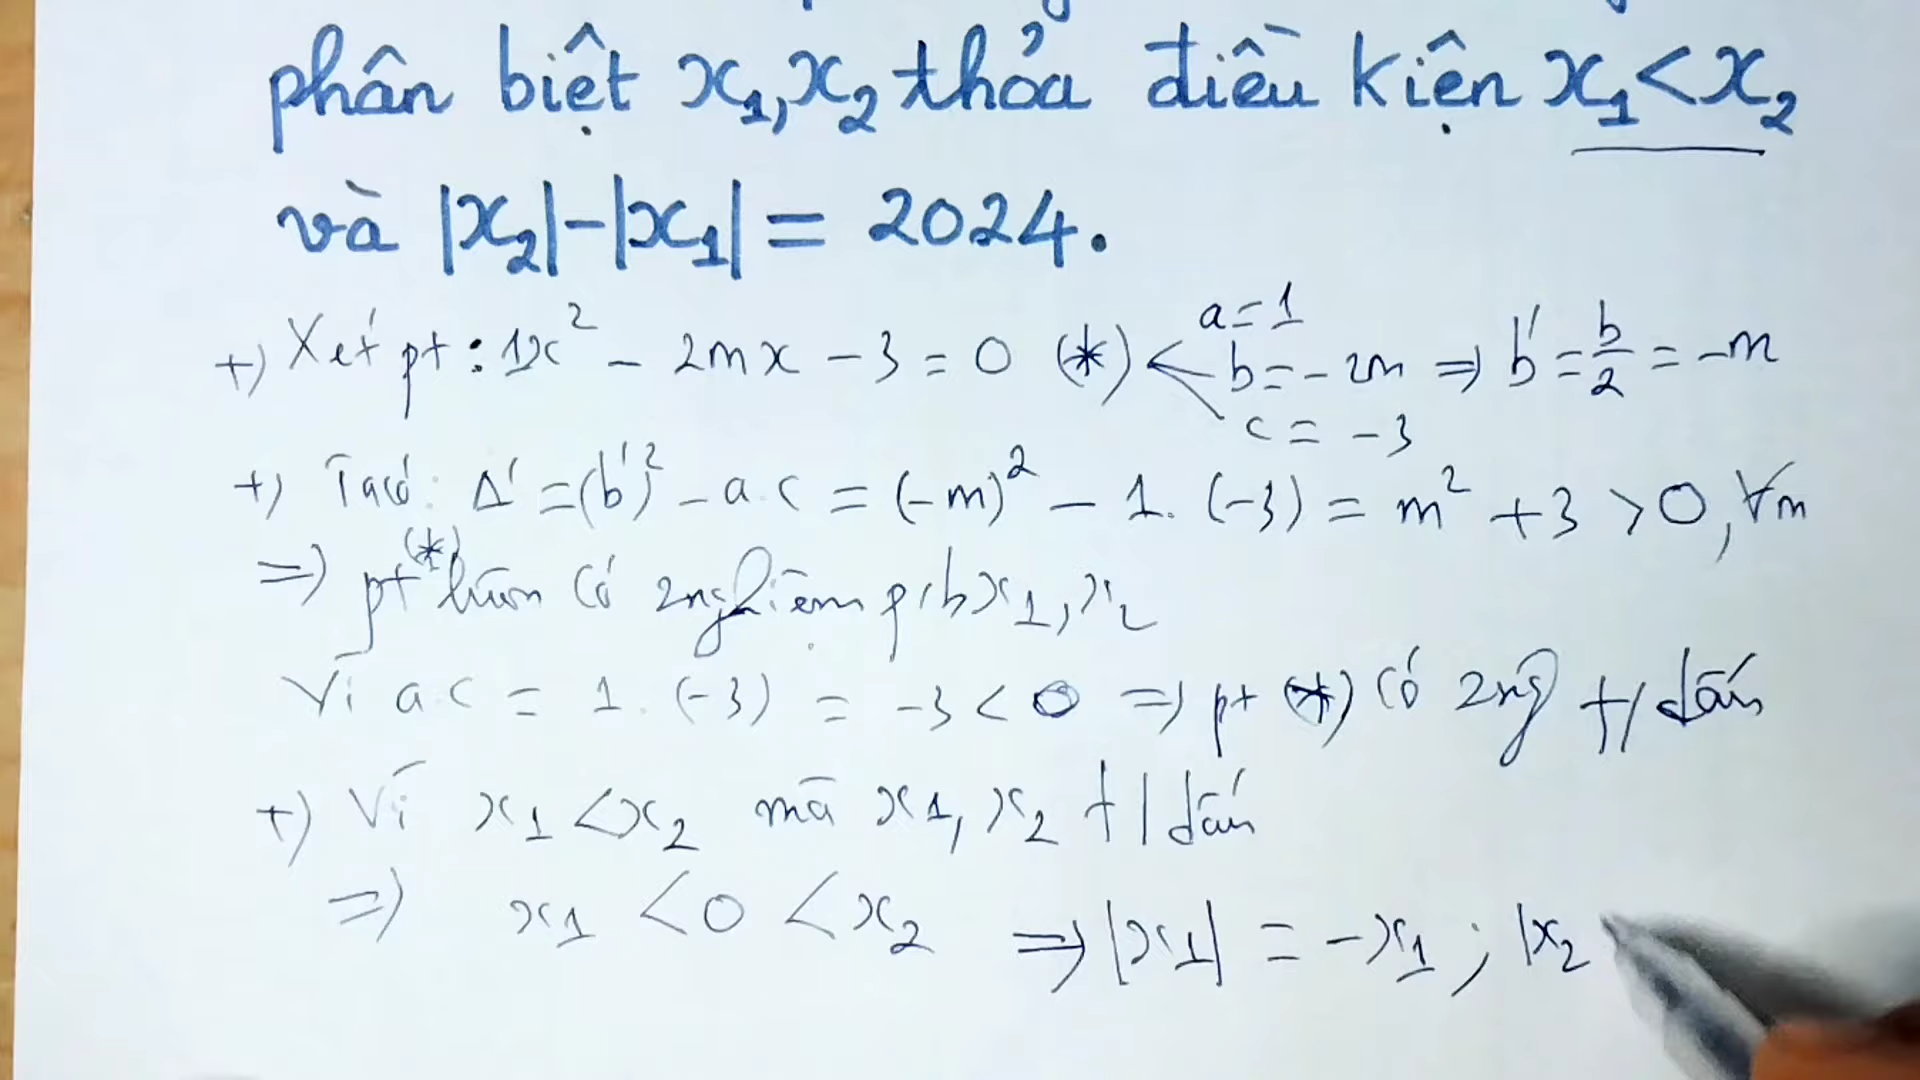 phân biệt x₁, x₂ thỏa điều kiện x₁ < x₂
và |x₂| - |x₁| = 2024.
+) Xét pt : 1x² - 2mx - 3 = 0 (*) a = 1
b = - 2m => b' = b/2 = -m
c = -3
+) Ta có: Δ' = (b')² - a.c = (-m)² - 1.(-3) = m² + 3 > 0, ∀m
=> pt (*) luôn có 2 nghiệm p/b x₁, x₂
Vì a.c = 1.(-3) = -3 < 0 => pt (*) có 2ng t/dấu
+) Vì x₁ < x₂ mà x₁, x₂ t/dấu
=> x₁ < 0 < x₂ => |x₁| = -x₁ ; |x₂